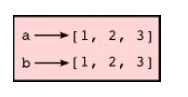 a → [1, 2, 3]
b → [1, 2, 3]